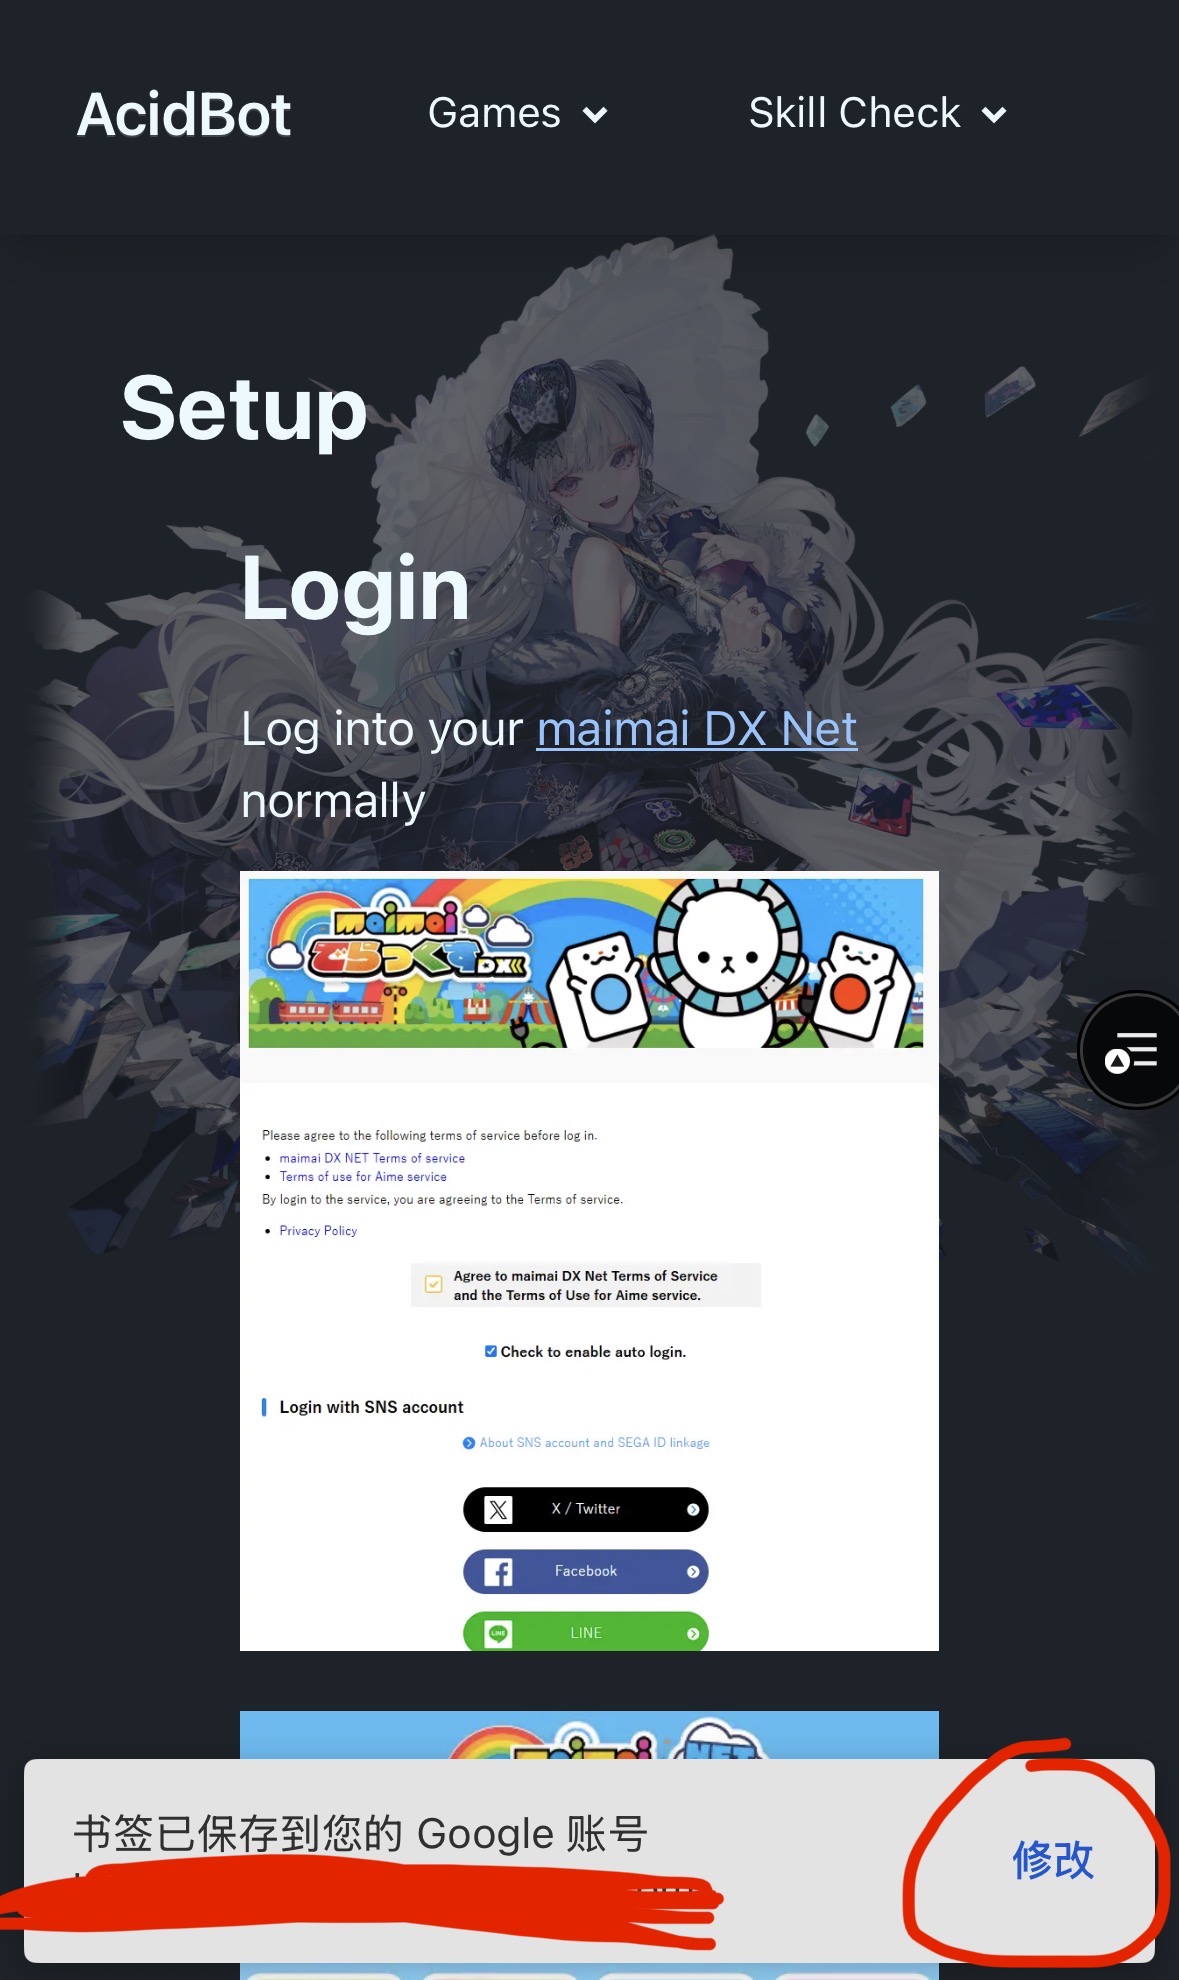 AcidBot Games Skill Check
Setup
Login
Log into your maimai DX Net
normally
maimai
でらっくす DX
Please agree to the following terms of service before log in.
maimai DX NET Terms of service
Terms of use for Aime service
By login to the service, you are agreeing to the Terms of service.
Privacy Policy
Agree to maimai DX Net Terms of Service
and the Terms of Use for Aime service.
Check to enable auto login.
Login with SNS account
About SNS account and SEGA ID linkage
X / Twitter
Facebook
LINE LINE
maimai NET
书签已保存到您的 Google 账号
修改